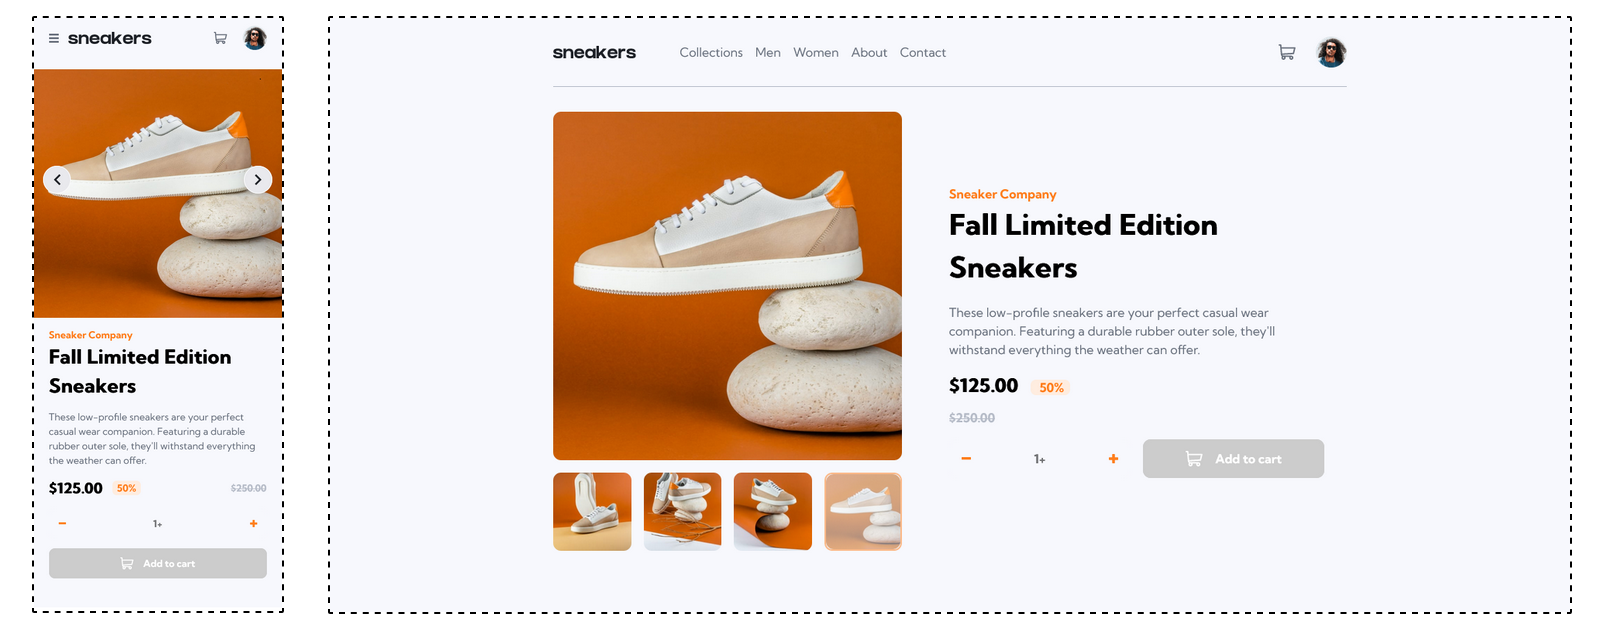 sneakers
Sneaker Company
Fall Limited Edition
Sneakers
These low-profile sneakers are your perfect
casual wear companion. Featuring a durable
rubber outer sole, they'll withstand everything
the weather can offer.
$125.00 50% $250.00
− 1+ +
Add to cart
sneakers Collections Men Women About Contact
Sneaker Company
Fall Limited Edition
Sneakers
These low-profile sneakers are your perfect casual wear
companion. Featuring a durable rubber outer sole, they'll
withstand everything the weather can offer.
$125.00 50%
$250.00
− 1+ + Add to cart